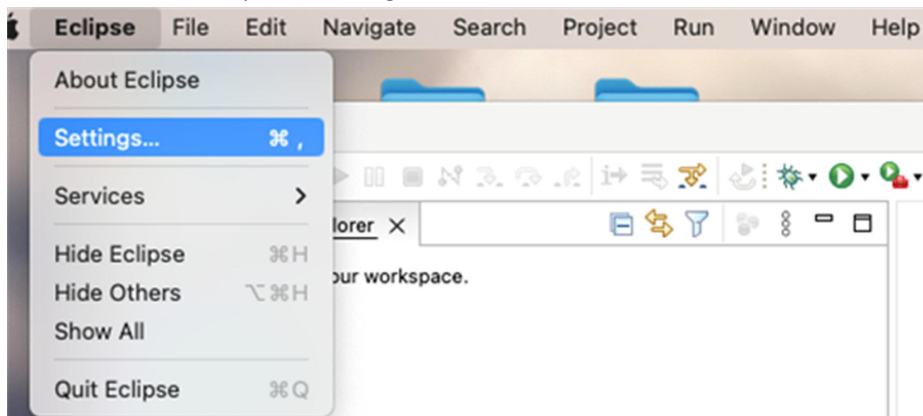 Eclipse File Edit Navigate Search Project Run Window Help
About Eclipse
Settings... ⌘ ,
Services
lorer
Hide Eclipse ⌘H
our workspace.
Hide Others ⌥⌘H
Show All
Quit Eclipse ⌘Q